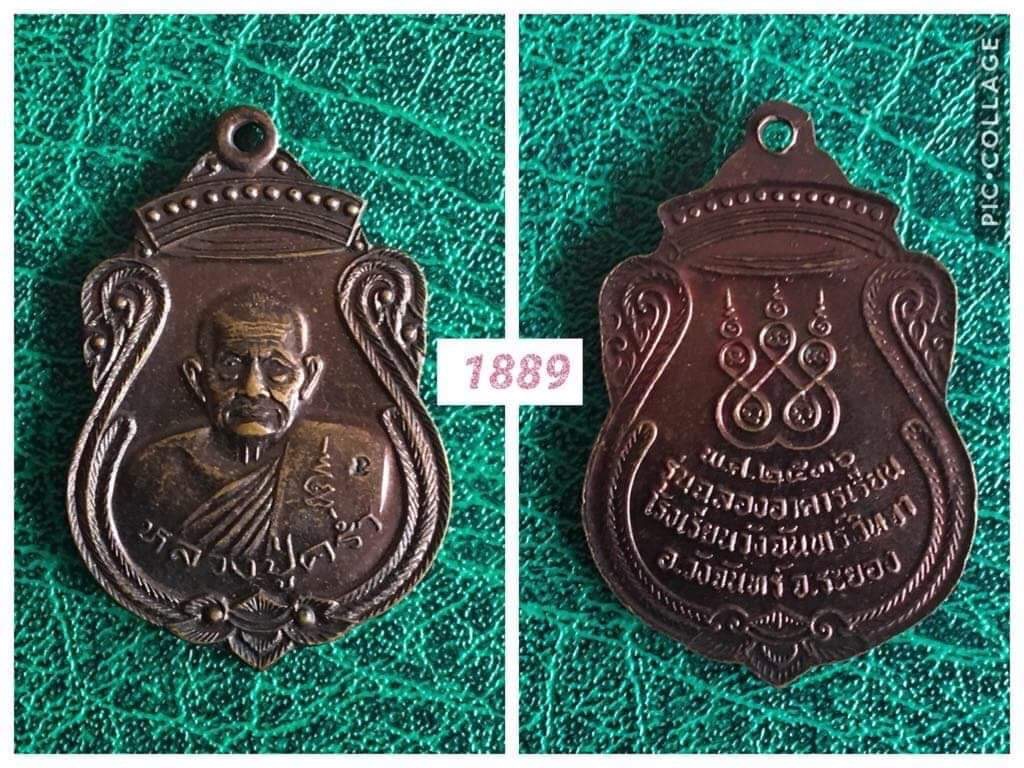 หลวงปู่คร่ำ
1889
พ.ศ.๒๕๓๖
รุ่นฉลองอาคารเรียน
โรงเรียนวังจันทร์วิทยา
อ.วังจันทร์ จ.ระยอง
PIC•COLLAGE